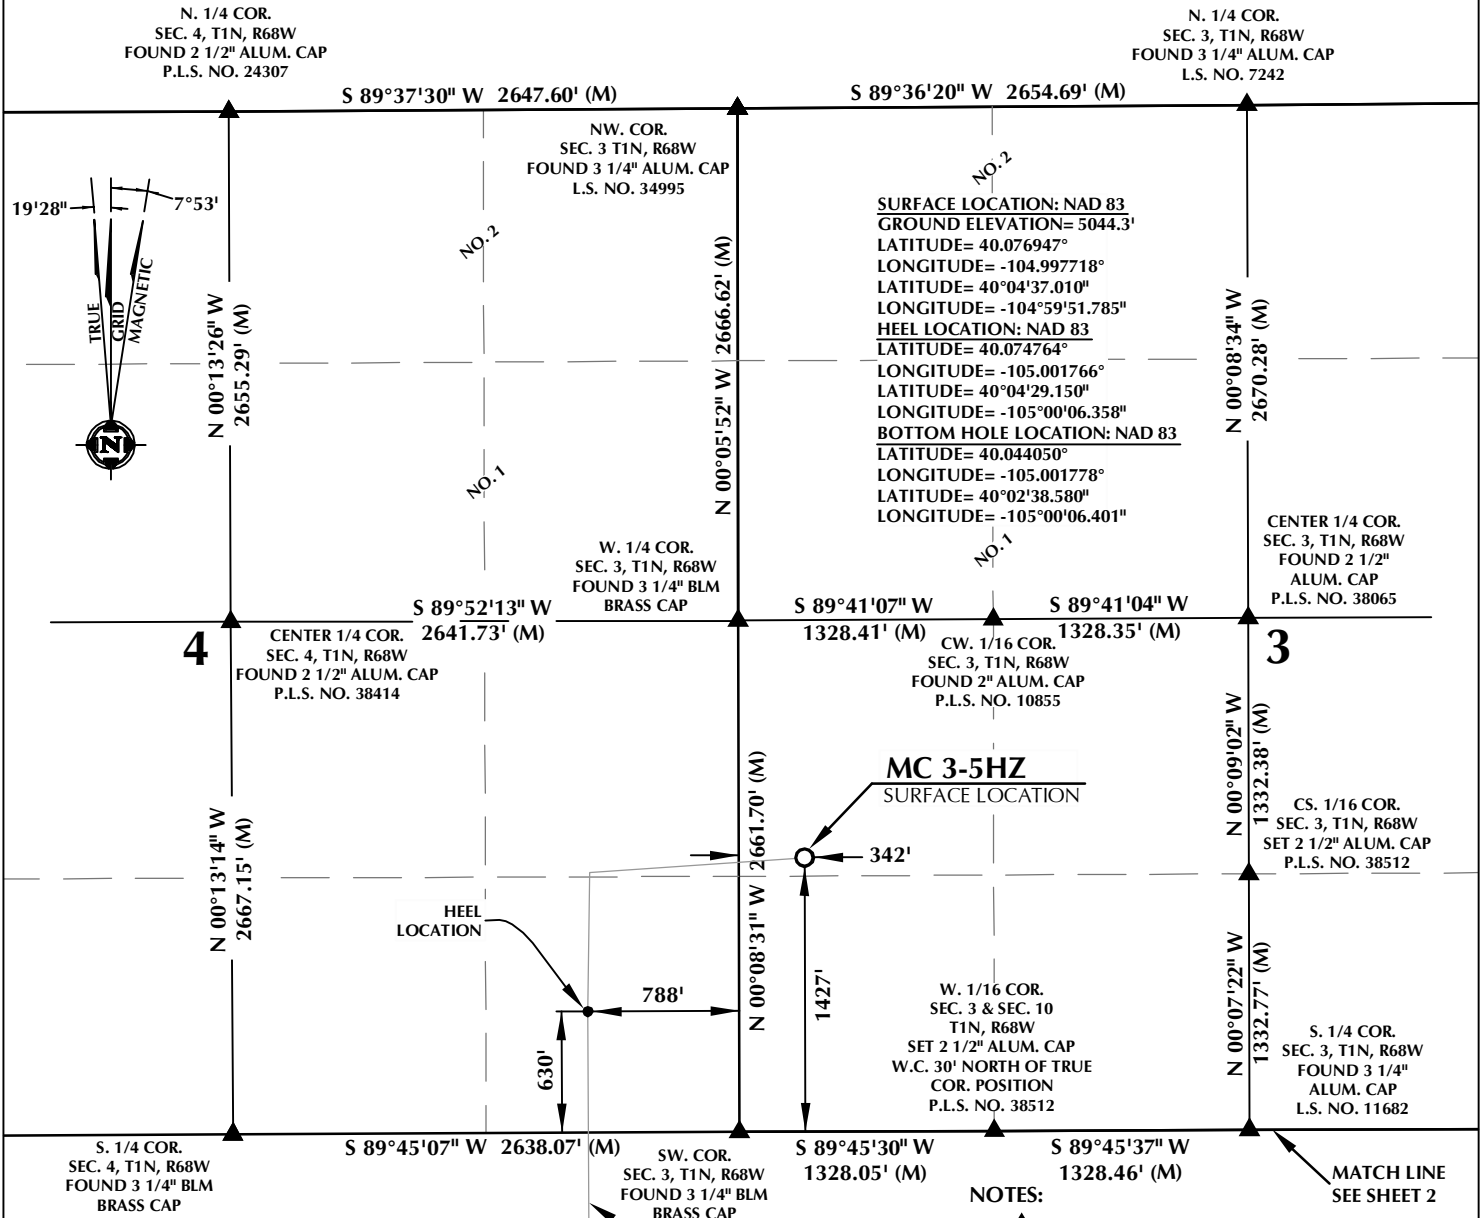 N. 1/4 COR.
SEC. 4, T1N, R68W
FOUND 2 1/2" ALUM. CAP
P.L.S. NO. 24307
N. 1/4 COR.
SEC. 3, T1N, R68W
FOUND 3 1/4" ALUM. CAP
L.S. NO. 7242
S 89°37'30" W 2647.60' (M)
S 89°36'20" W 2654.69' (M)
NW. COR.
SEC. 3 T1N, R68W
FOUND 3 1/4" ALUM. CAP
L.S. NO. 34995
19'28"
7°53'
TRUE
GRID
MAGNETIC
N
NO. 2
NO. 2
SURFACE LOCATION: NAD 83
GROUND ELEVATION= 5044.3'
LATITUDE= 40.076947°
LONGITUDE= -104.997718°
LATITUDE= 40°04'37.010"
LONGITUDE= -104°59'51.785"
HEEL LOCATION: NAD 83
LATITUDE= 40.074764°
LONGITUDE= -105.001766°
LATITUDE= 40°04'29.150"
LONGITUDE= -105°00'06.358"
BOTTOM HOLE LOCATION: NAD 83
LATITUDE= 40.044050°
LONGITUDE= -105.001778°
LATITUDE= 40°02'38.580"
LONGITUDE= -105°00'06.401"
N 00°13'26" W
2655.29' (M)
N 00°05'52" W 2666.62' (M)
N 00°08'34" W
2670.28' (M)
NO. 1
NO. 1
W. 1/4 COR.
SEC. 3, T1N, R68W
FOUND 3 1/4" BLM
BRASS CAP
CENTER 1/4 COR.
SEC. 3, T1N, R68W
FOUND 2 1/2"
ALUM. CAP
P.L.S. NO. 38065
S 89°52'13" W
2641.73' (M)
S 89°41'07" W
1328.41' (M)
S 89°41'04" W
1328.35' (M)
4
3
CENTER 1/4 COR.
SEC. 4, T1N, R68W
FOUND 2 1/2" ALUM. CAP
P.L.S. NO. 38414
CW. 1/16 COR.
SEC. 3, T1N, R68W
FOUND 2" ALUM. CAP
P.L.S. NO. 10855
MC 3-5HZ
SURFACE LOCATION
N 00°13'14" W
2667.15' (M)
N 00°08'31" W 2661.70' (M)
N 00°09'02" W
1332.38' (M)
CS. 1/16 COR.
SEC. 3, T1N, R68W
SET 2 1/2" ALUM. CAP
P.L.S. NO. 38512
342'
HEEL
LOCATION
788'
630'
1427'
W. 1/16 COR.
SEC. 3 & SEC. 10
T1N, R68W
SET 2 1/2" ALUM. CAP
W.C. 30' NORTH OF TRUE
COR. POSITION
P.L.S. NO. 38512
N 00°07'22" W
1332.77' (M)
S. 1/4 COR.
SEC. 3, T1N, R68W
FOUND 3 1/4"
ALUM. CAP
L.S. NO. 11682
S 89°45'07" W 2638.07' (M)
S 89°45'30" W
1328.05' (M)
S 89°45'37" W
1328.46' (M)
S. 1/4 COR.
SEC. 4, T1N, R68W
FOUND 3 1/4" BLM
BRASS CAP
SW. COR.
SEC. 3, T1N, R68W
FOUND 3 1/4" BLM
BRASS CAP
MATCH LINE
SEE SHEET 2
NOTES: